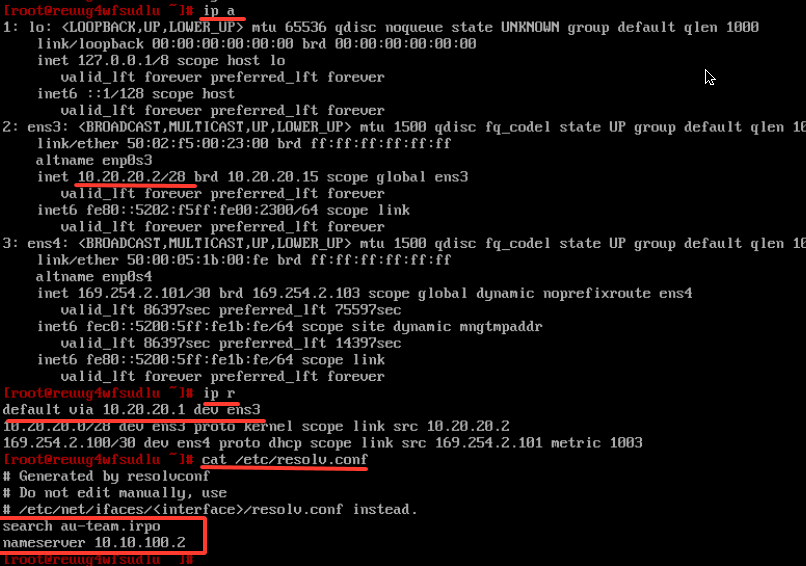 [root@reuug4wfsudlu ~]# ip a
1: lo: <LOOPBACK,UP,LOWER_UP> mtu 65536 qdisc noqueue state UNKNOWN group default qlen 1000
    link/loopback 00:00:00:00:00:00 brd 00:00:00:00:00:00
    inet 127.0.0.1/8 scope host lo
       valid_lft forever preferred_lft forever
    inet6 ::1/128 scope host
       valid_lft forever preferred_lft forever
2: ens3: <BROADCAST,MULTICAST,UP,LOWER_UP> mtu 1500 qdisc fq_codel state UP group default qlen 10
    link/ether 50:02:f5:00:23:00 brd ff:ff:ff:ff:ff:ff
    altname enp0s3
    inet 10.20.20.2/28 brd 10.20.20.15 scope global ens3
       valid_lft forever preferred_lft forever
    inet6 fe80::5202:f5ff:fe00:2300/64 scope link
       valid_lft forever preferred_lft forever
3: ens4: <BROADCAST,MULTICAST,UP,LOWER_UP> mtu 1500 qdisc fq_codel state UP group default qlen 10
    link/ether 50:00:05:1b:00:fe brd ff:ff:ff:ff:ff:ff
    altname enp0s4
    inet 169.254.2.101/30 brd 169.254.2.103 scope global dynamic noprefixroute ens4
       valid_lft 86397sec preferred_lft 75597sec
    inet6 fec0::5200:5ff:fe1b:fe/64 scope site dynamic mngtmpaddr
       valid_lft 86397sec preferred_lft 14397sec
    inet6 fe80::5200:5ff:fe1b:fe/64 scope link
       valid_lft forever preferred_lft forever
[root@reuug4wfsudlu ~]# ip r
default via 10.20.20.1 dev ens3
10.20.20.0/28 dev ens3 proto kernel scope link src 10.20.20.2
169.254.2.100/30 dev ens4 proto dhcp scope link src 169.254.2.101 metric 1003
[root@reuug4wfsudlu ~]# cat /etc/resolv.conf
# Generated by resolvconf
# Do not edit manually, use
# /etc/net/ifaces/<interface>/resolv.conf instead.
search au-team.irpo
nameserver 10.10.100.2
[root@reuug4wfsudlu ~]#